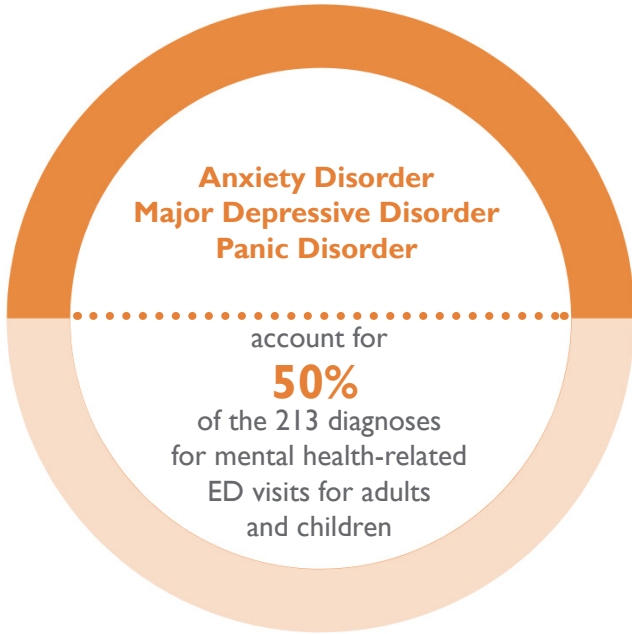 Anxiety Disorder
Major Depressive Disorder
Panic Disorder
account for
50%
of the 213 diagnoses
for mental health-related
ED visits for adults
and children